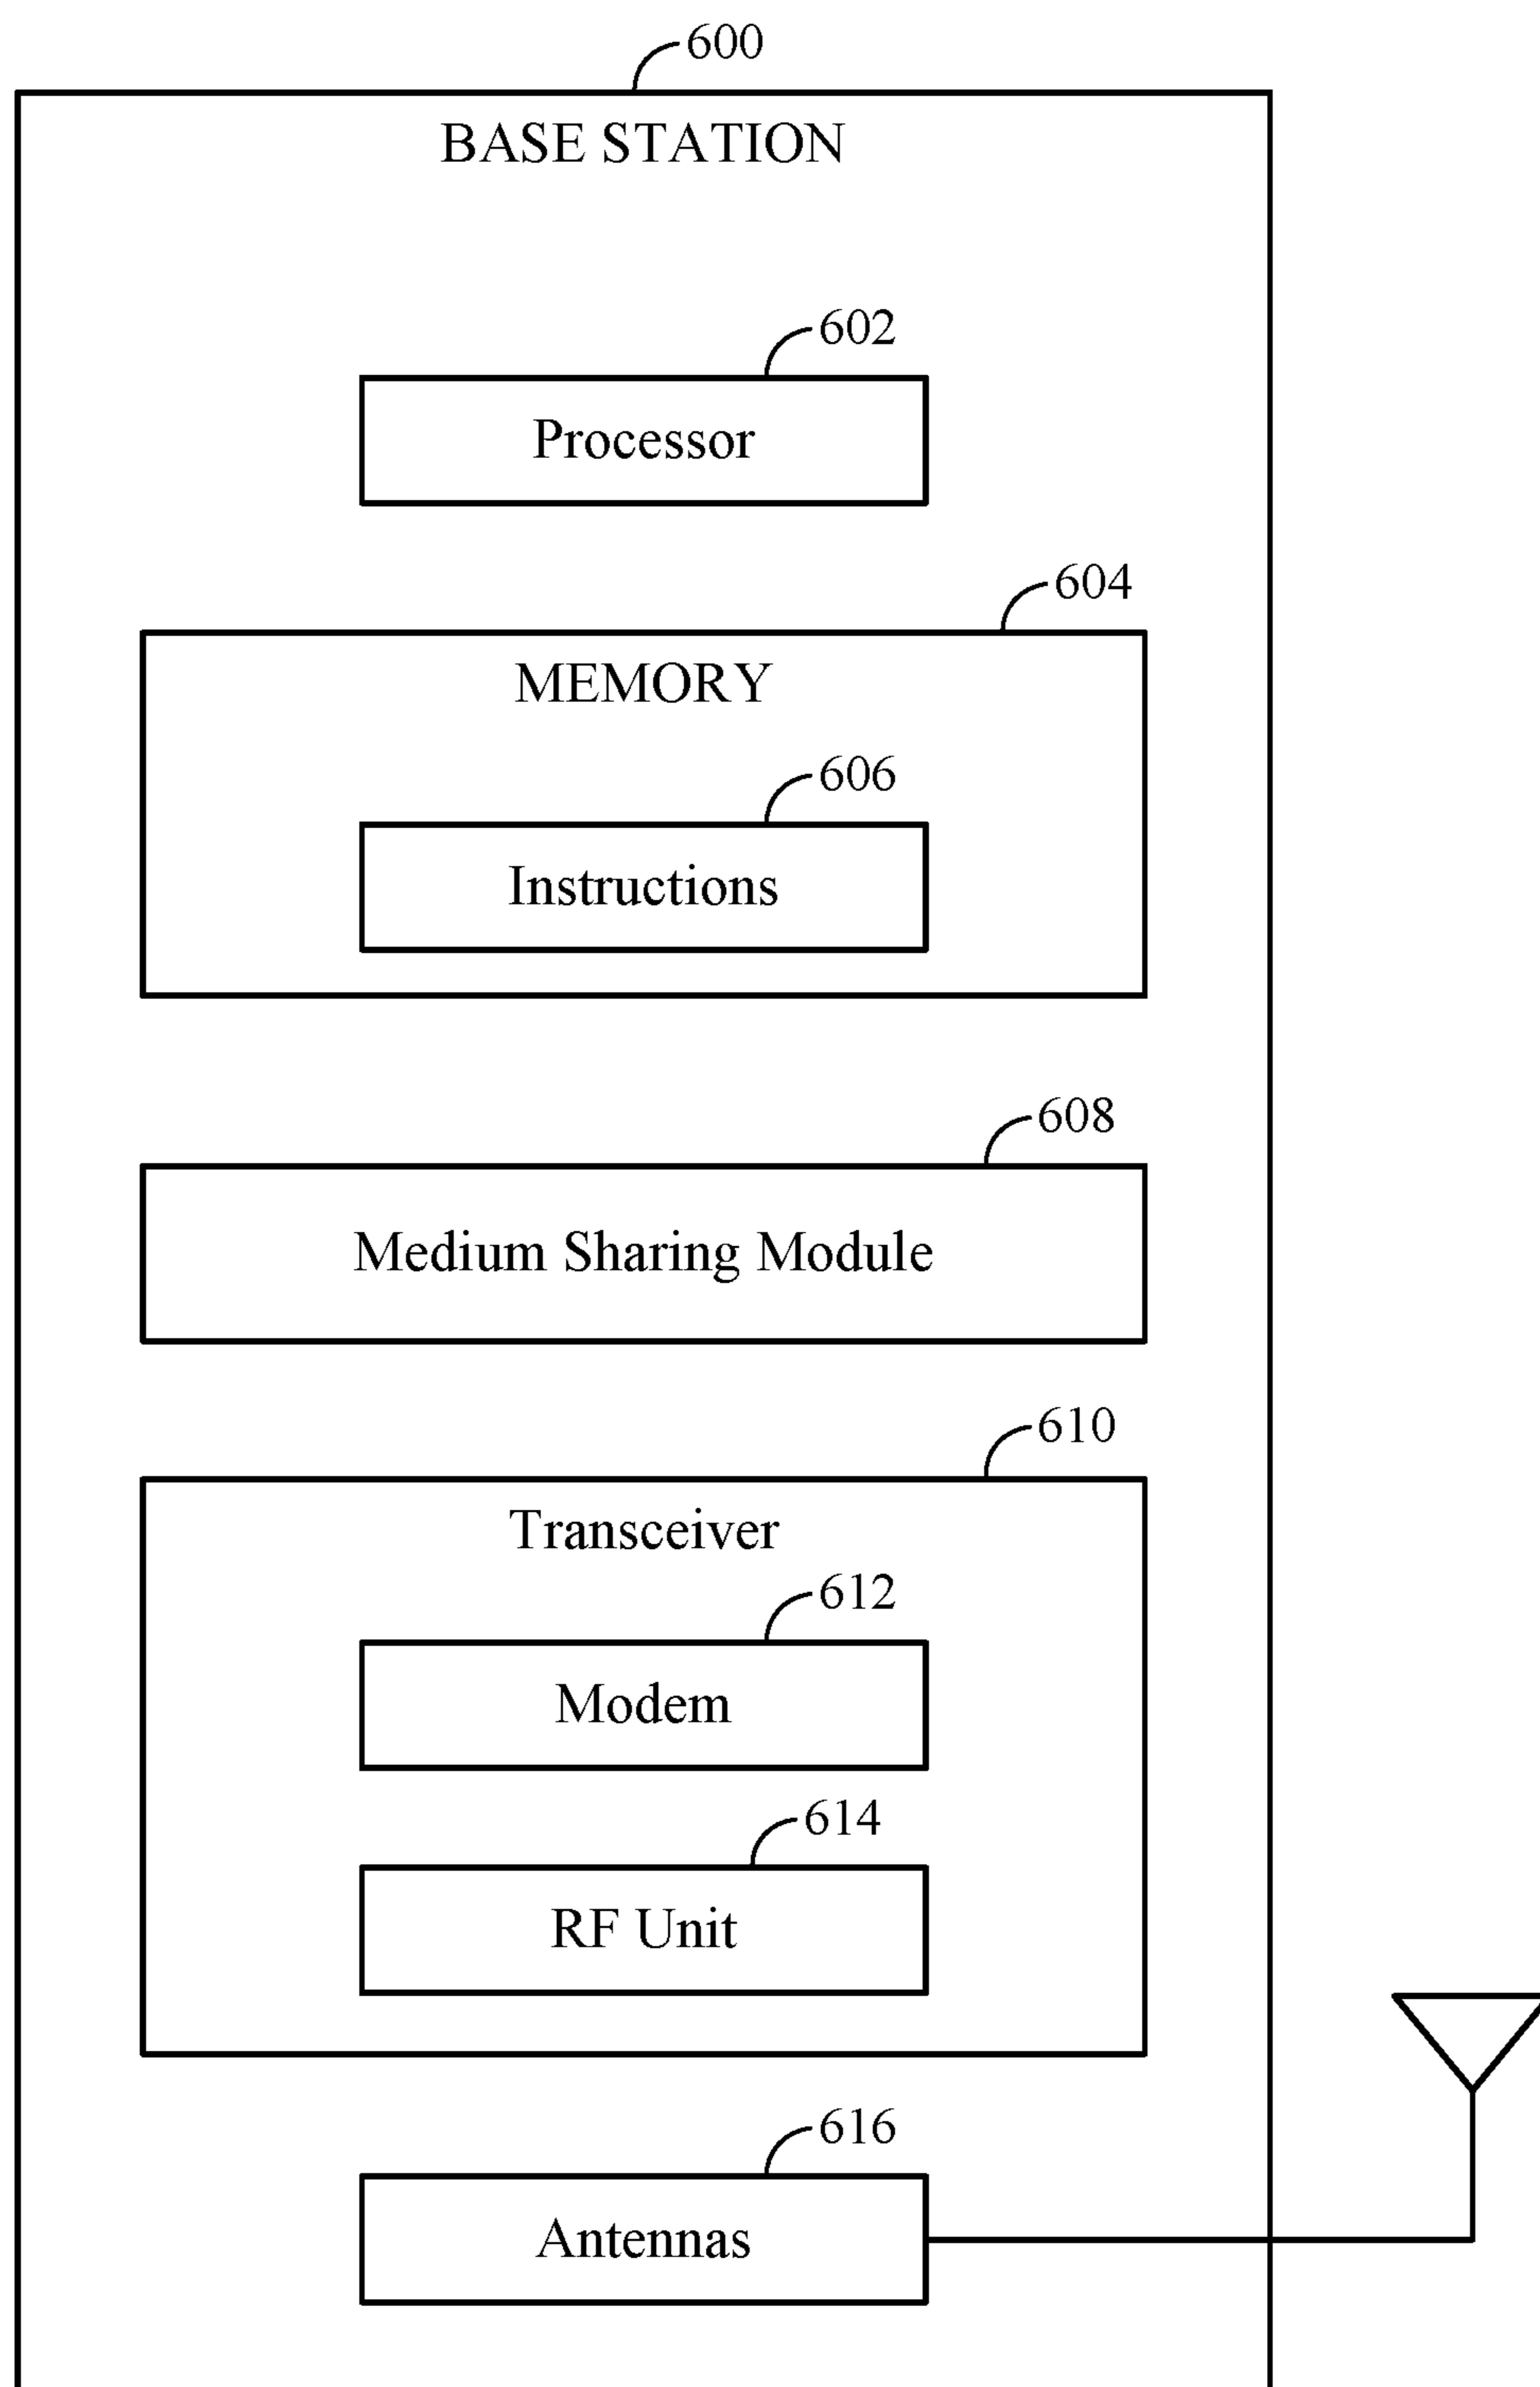 600
BASE STATION
602
Processor
604
MEMORY
606
Instructions
608
Medium Sharing Module
610
Transceiver
612
Modem
614
RF Unit
616
Antennas